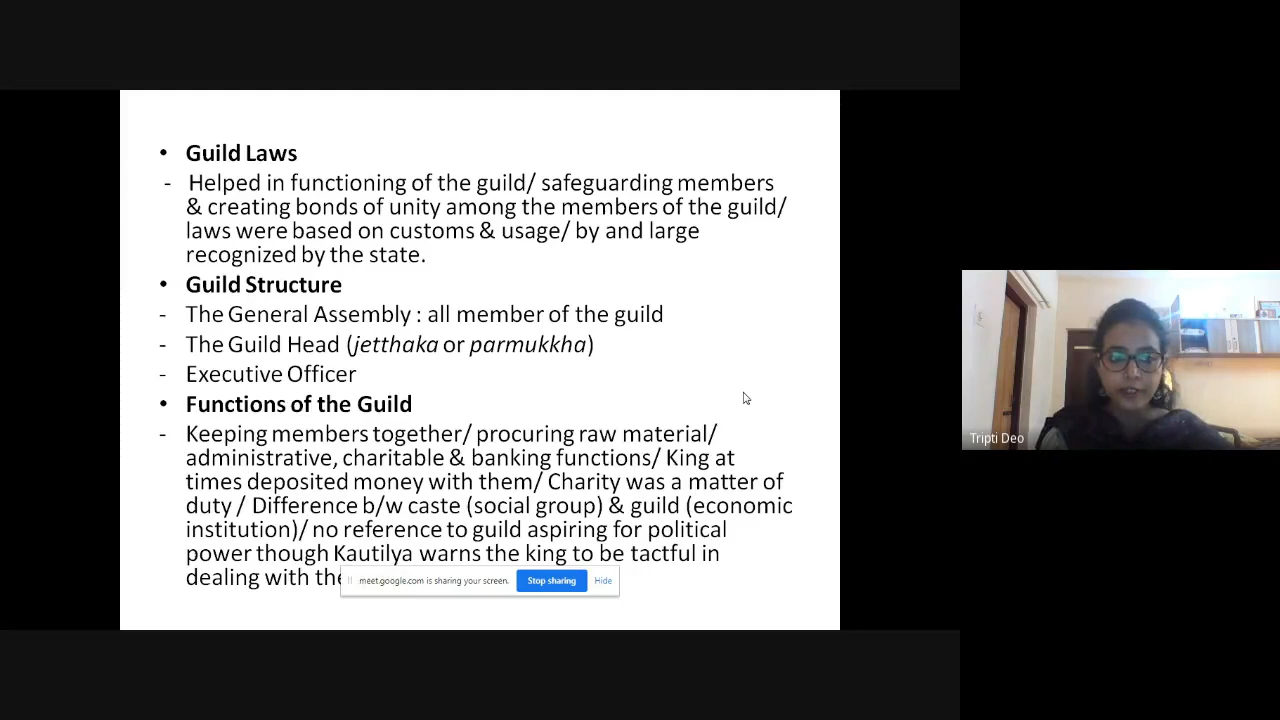 • Guild Laws
- Helped in functioning of the guild/ safeguarding members
& creating bonds of unity among the members of the guild/
laws were based on customs & usage/ by and large
recognized by the state.
• Guild Structure
- The General Assembly : all member of the guild
- The Guild Head (jetthaka or parmukkha)
- Executive Officer
• Functions of the Guild
- Keeping members together/ procuring raw material/
administrative, charitable & banking functions/ King at
times deposited money with them/ Charity was a matter of
duty / Difference b/w caste (social group) & guild (economic
institution)/ no reference to guild aspiring for political
power though Kautilya warns the king to be tactful in
dealing with
meet.google.com is sharing your screen. Stop sharing Hide
Tripti Deo